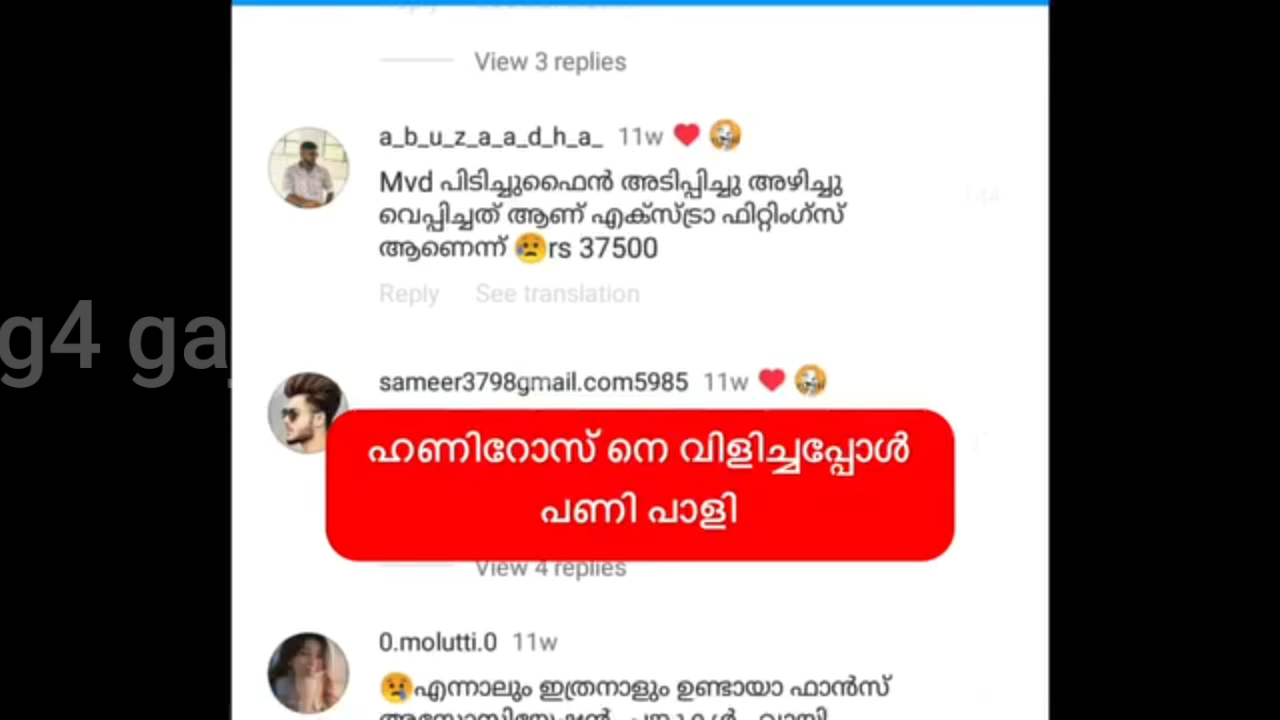 View 3 replies
a_b_u_z_a_a_d_h_a_ 11w
Mvd പിടിച്ചുഫൈൻ അടിപ്പിച്ചു അഴിച്ചു
വെപ്പിച്ചത് ആണ് എക്സ്ട്രാ ഫിറ്റിംഗ്സ്
ആണെന്ന് 😢rs 37500
Reply See translation
g4 ga
sameer3798gmail.com5985 11w
ഹണിറോസ് നെ വിളിച്ചപ്പോൾ
പണി പാളി
View 4 replies
0.molutti.0 11w
😢എന്നാലും ഇത്രനാളും ഉണ്ടായാ ഫാൻസ്